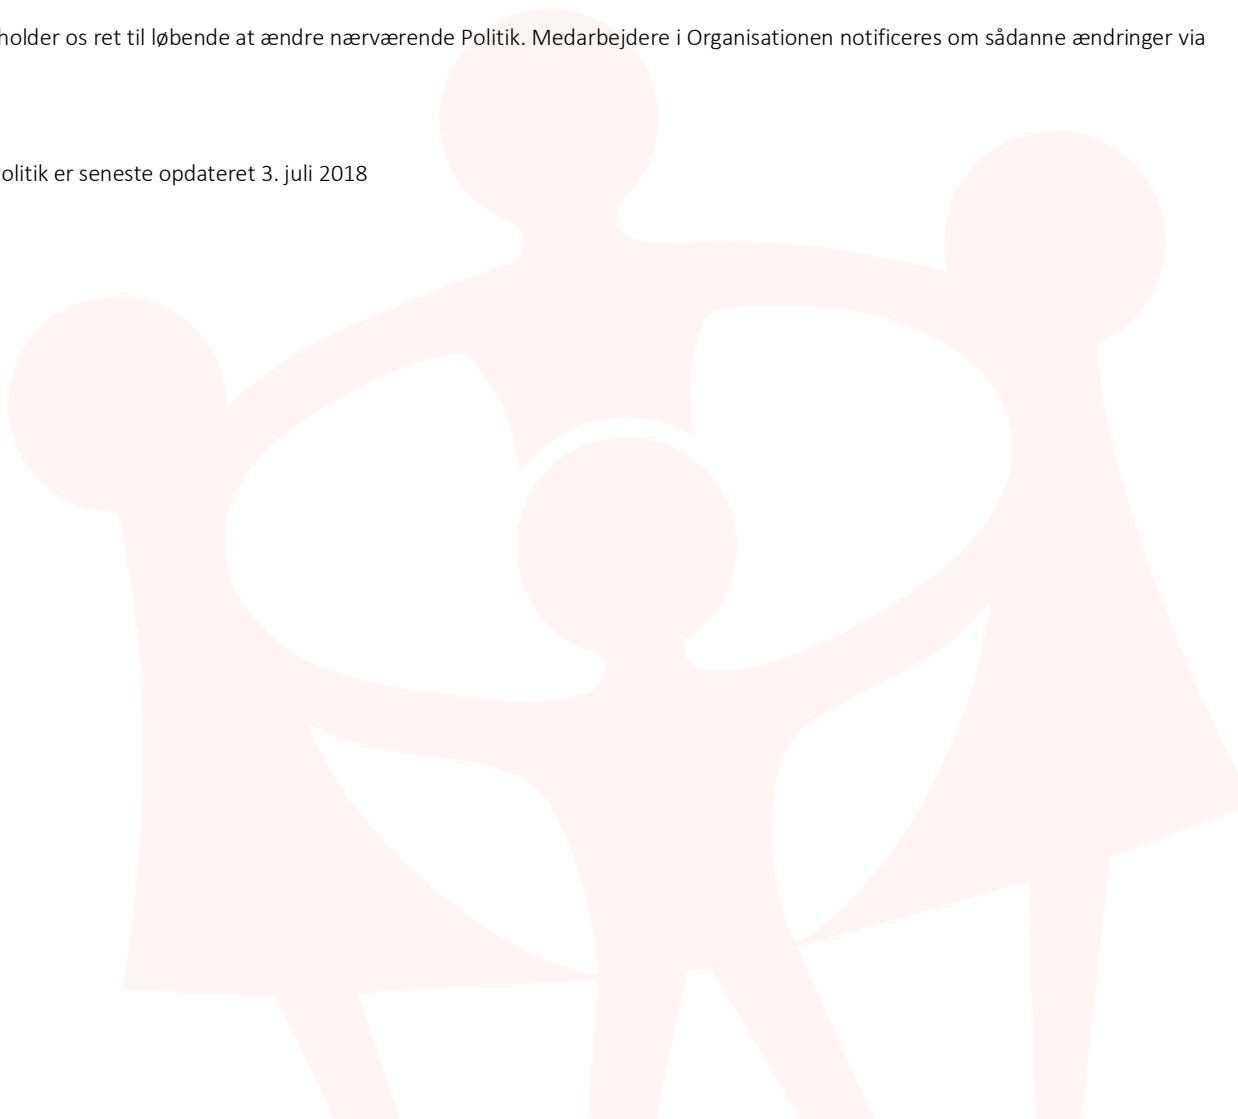 holder os ret til løbende at ændre nærværende Politik. Medarbejdere i Organisationen notificeres om sådanne ændringer via
olitik er seneste opdateret 3. juli 2018